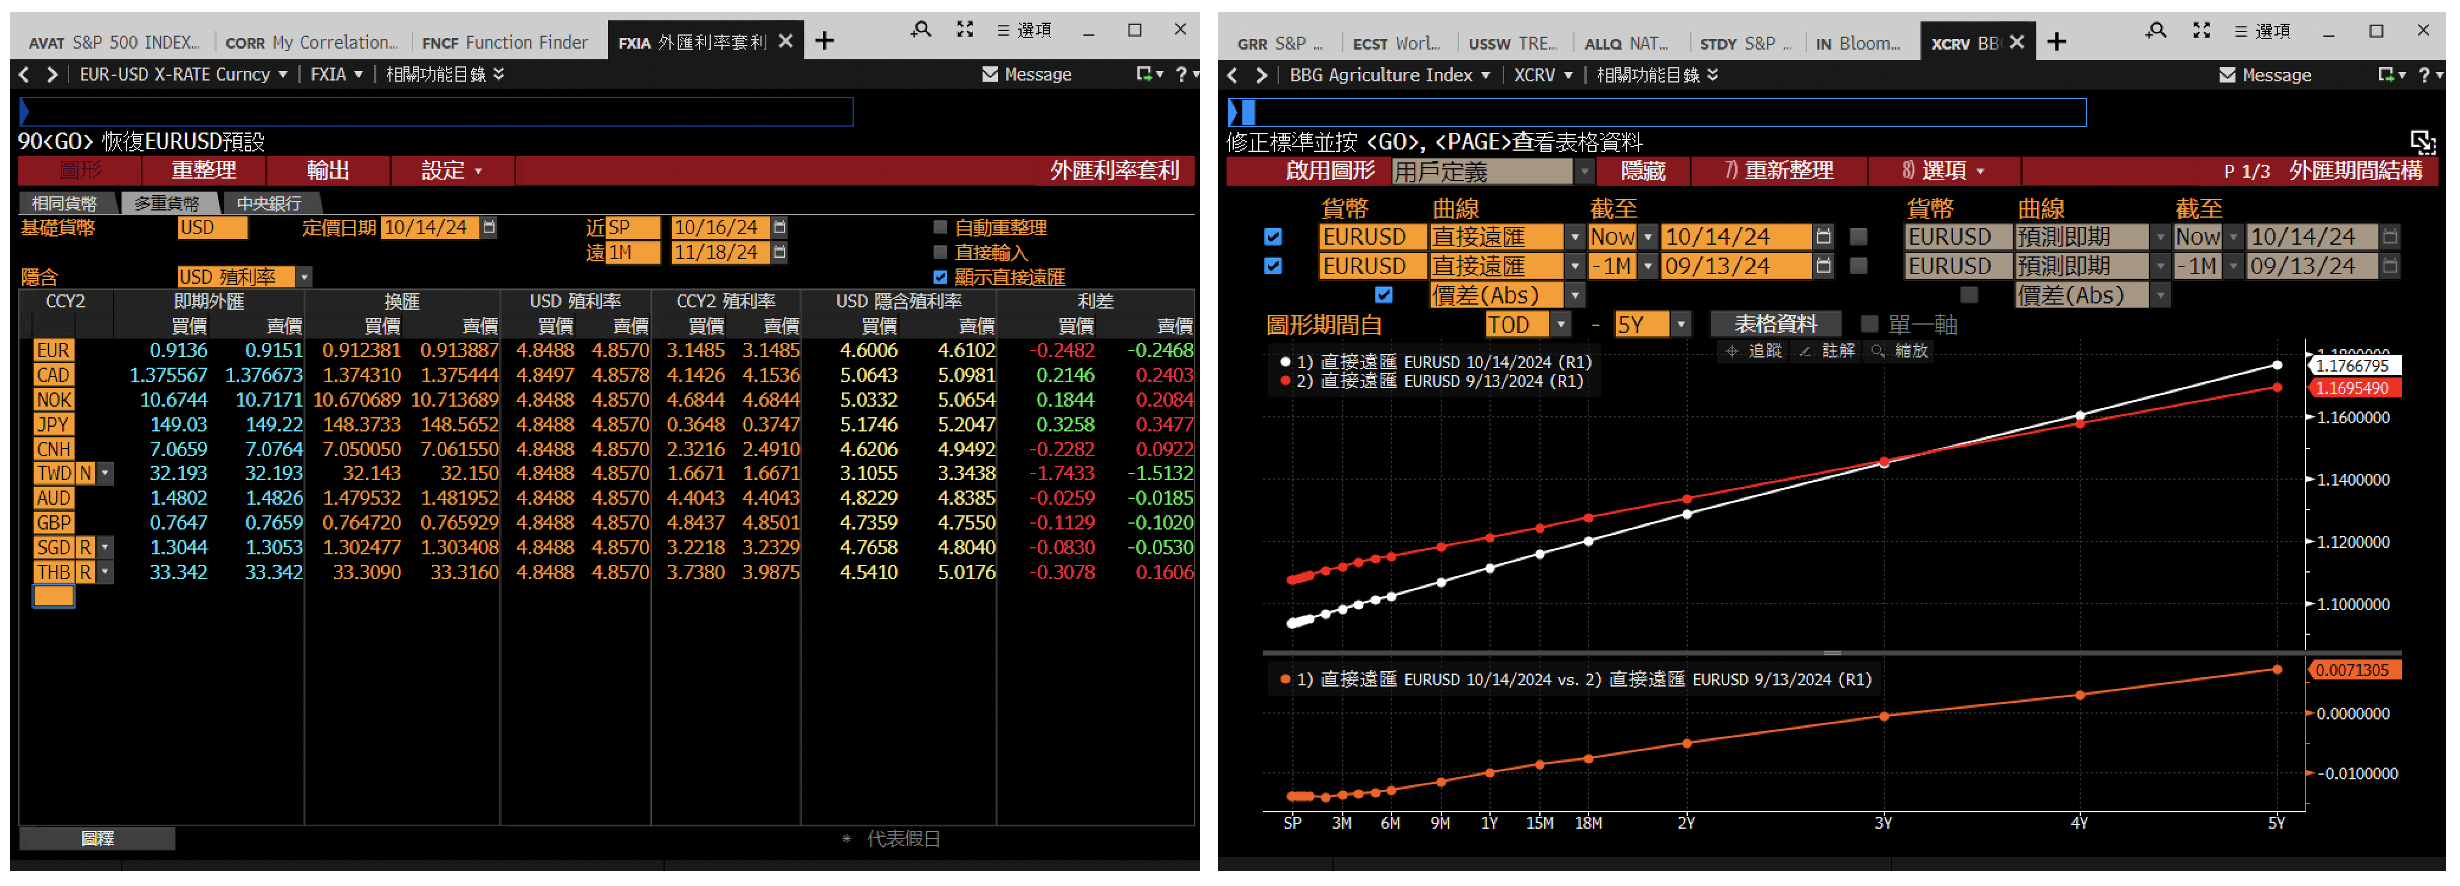 AVAT S&P 500 INDEX... CORR My Correlation... FNCF Function Finder FXIA 外匯利率套利 選項
EUR-USD X-RATE Curncy FXIA 相關功能目錄 Message ?
90<GO> 恢復EURUSD預設
圖形 重整理 輸出 設定 外匯利率套利
相同貨幣 多重貨幣 中央銀行
基礎貨幣 USD 定價日期 10/14/24 近 SP 10/16/24 自動重整理
遠 1M 11/18/24 直接輸入
隱含 USD 殖利率 顯示直接遠匯
CCY2 即期外匯 換匯 USD 殖利率 CCY2 殖利率 USD 隱含殖利率 利差
買價 賣價 買價 賣價 買價 賣價 買價 賣價 買價 賣價 買價 賣價
EUR 0.9136 0.9151 0.912381 0.913887 4.8488 4.8570 3.1485 3.1485 4.6006 4.6102 -0.2482 -0.2468
CAD 1.375567 1.376673 1.374310 1.375444 4.8497 4.8578 4.1426 4.1536 5.0643 5.0981 0.2146 0.2403
NOK 10.6744 10.7171 10.670689 10.713689 4.8488 4.8570 4.6844 4.6844 5.0332 5.0654 0.1844 0.2084
JPY 149.03 149.22 148.3733 148.5652 4.8488 4.8570 0.3648 0.3747 5.1746 5.2047 0.3258 0.3477
CNH 7.0659 7.0764 7.050050 7.061550 4.8488 4.8570 2.3216 2.4910 4.6206 4.9492 -0.2282 0.0922
TWD N 32.193 32.193 32.143 32.150 4.8488 4.8570 1.6671 1.6671 3.1055 3.3438 -1.7433 -1.5132
AUD 1.4802 1.4826 1.479532 1.481952 4.8488 4.8570 4.4043 4.4043 4.8229 4.8385 -0.0259 -0.0185
GBP 0.7647 0.7659 0.764720 0.765929 4.8488 4.8570 4.8437 4.8501 4.7359 4.7550 -0.1129 -0.1020
SGD R 1.3044 1.3053 1.302477 1.303408 4.8488 4.8570 3.2218 3.2329 4.7658 4.8040 -0.0830 -0.0530
THB R 33.342 33.342 33.3090 33.3160 4.8488 4.8570 3.7380 3.9875 4.5410 5.0176 -0.3078 0.1606
圖釋 * 代表假日
GRR S&P ... ECST Worl... USSW TRE... ALLQ NAT... STDY S&P ... IN Bloom... XCRV BB 選項
BBG Agriculture Index XCRV 相關功能目錄 Message ?
修正標準並按 <GO>, <PAGE>查看表格資料
啟用圖形 用戶定義 隱藏 7) 重新整理 8) 選項 P 1/3 外匯期間結構
貨幣 曲線 截至 貨幣 曲線 截至
EURUSD 直接遠匯 Now 10/14/24 EURUSD 預測即期 Now 10/14/24
EURUSD 直接遠匯 -1M 09/13/24 EURUSD 預測即期 -1M 09/13/24
價差(Abs) 價差(Abs)
圖形期間自 TOD - 5Y 表格資料 單一軸
追蹤 註解 縮放
1) 直接遠匯 EURUSD 10/14/2024 (R1)
2) 直接遠匯 EURUSD 9/13/2024 (R1)
1.1766795
1.1695490
1.1600000
1.1400000
1.1200000
1.1000000
1) 直接遠匯 EURUSD 10/14/2024 vs. 2) 直接遠匯 EURUSD 9/13/2024 (R1)
0.0071305
0.0000000
-0.0100000
SP 3M 6M 9M 1Y 15M 18M 2Y 3Y 4Y 5Y